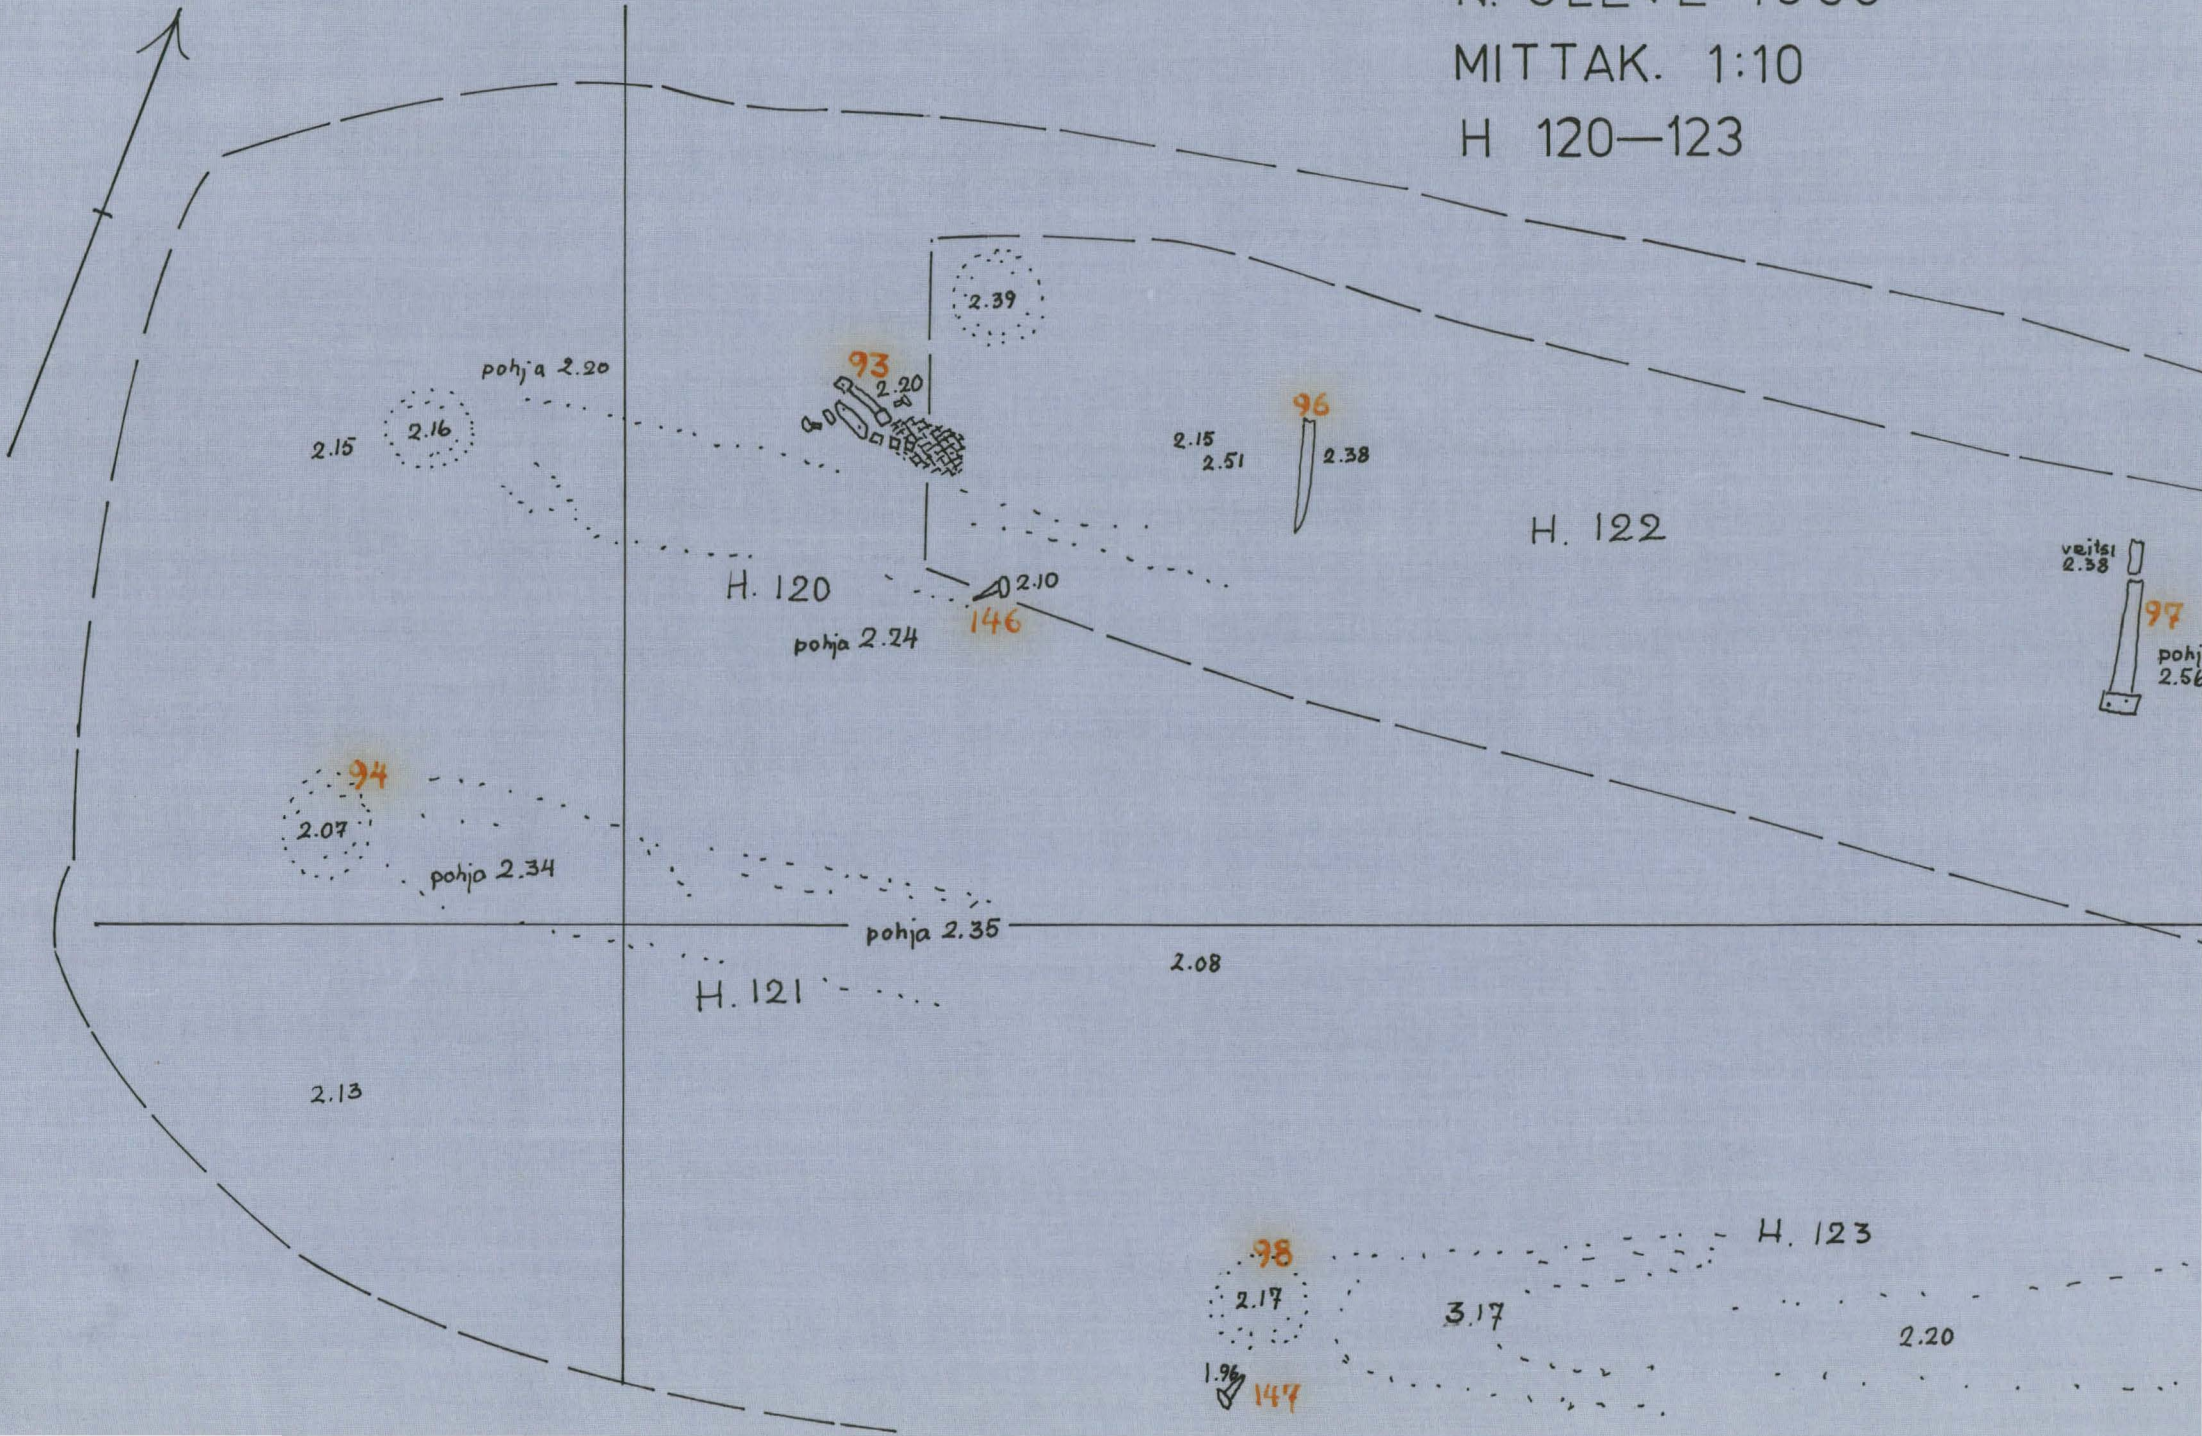 MITTAK. 1:10
H 120—123
2.39
93
2.20
pohja 2.20
96
2.16
2.15
2.15
2.51
2.38
H. 122
veitsi
2.38
97
H. 120
2.10
146
pohja 2.24
94
2.07
pohja 2.34
pohja 2.35
2.08
H. 121
2.13
98
H. 123
2.17
3.17
2.20
1.96
147